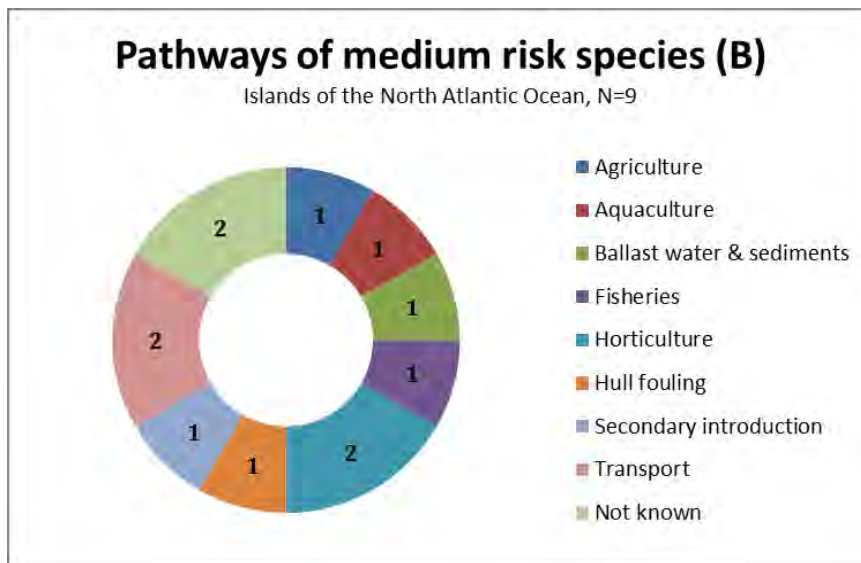 Pathways of medium risk species (B)
Islands of the North Atlantic Ocean, N=9
1
1
1
1
2
1
1
2
2
Agriculture
Aquaculture
Ballast water & sediments
Fisheries
Horticulture
Hull fouling
Secondary introduction
Transport
Not known